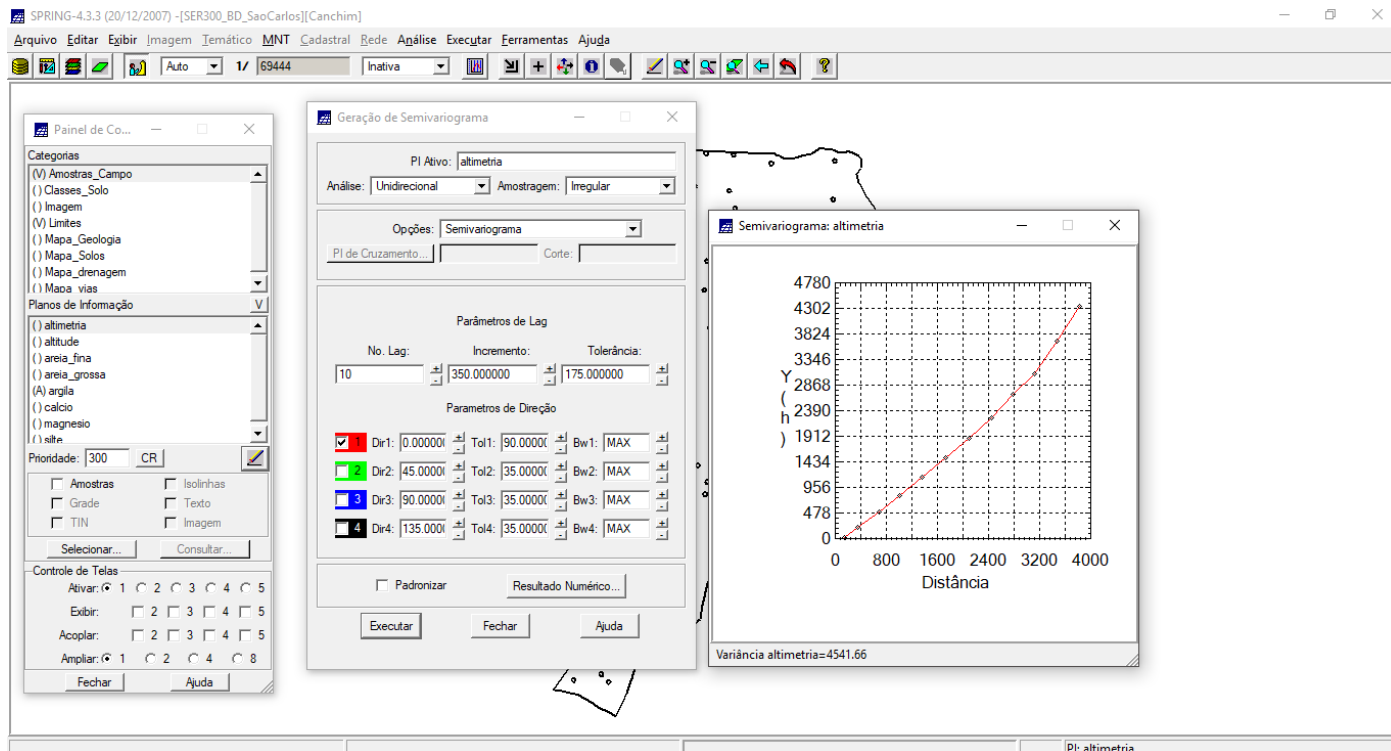 SPRING-4.3.3 (20/12/2007) -[SER300_BD_SaoCarlos][Canchim]
Arquivo Editar Exibir Imagem Temático MNT Cadastral Rede Análise Executar Ferramentas Ajuda
Auto 1/ 69444 Inativa
Painel de Co...
Categorias
(V) Amostras_Campo
() Classes_Solo
() Imagem
(V) Limites
() Mapa_Geologia
() Mapa_Solos
() Mapa_drenagem
() Mapa_vias
Planos de Informação V
() altimetria
() altitude
() areia_fina
() areia_grossa
(A) argila
() calcio
() magnesio
() silte
Prioridade: 300 CR
Amostras Isolinhas
Grade Texto
TIN Imagem
Selecionar... Consultar...
Controle de Telas
Ativar: 1 2 3 4 5
Exibir: 2 3 4 5
Acoplar: 2 3 4 5
Ampliar: 1 2 4 8
Fechar Ajuda
Geração de Semivariograma
PI Ativo: altimetria
Análise: Unidirecional Amostragem: Irregular
Opções: Semivariograma
PI de Cruzamento... Corte:
Parâmetros de Lag
No. Lag: Incremento: Tolerância:
10 350.000000 175.000000
Parametros de Direção
1 Dir1: 0.00000 Tol1: 90.0000 Bw1: MAX
2 Dir2: 45.0000 Tol2: 35.0000 Bw2: MAX
3 Dir3: 90.0000 Tol3: 35.0000 Bw3: MAX
4 Dir4: 135.000 Tol4: 35.0000 Bw4: MAX
Padronizar Resultado Numérico...
Executar Fechar Ajuda
Semivariograma: altimetria
4780
4302
3824
3346
2868
2390
1912
1434
956
478
0
Y(h)
0 800 1600 2400 3200 4000
Distância
Variância altimetria=4541.66
PI: altimetria